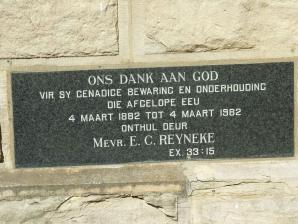 ONS DANK AAN GOD
VIR SY GENADIGE BEWARING EN ONDERHOUDING
DIE AFGELOPE EEU
4 MAART 1882 TOT 4 MAART 1982
ONTHUL DEUR
MEVR. E. C. REYNEKE
EX. 33:15